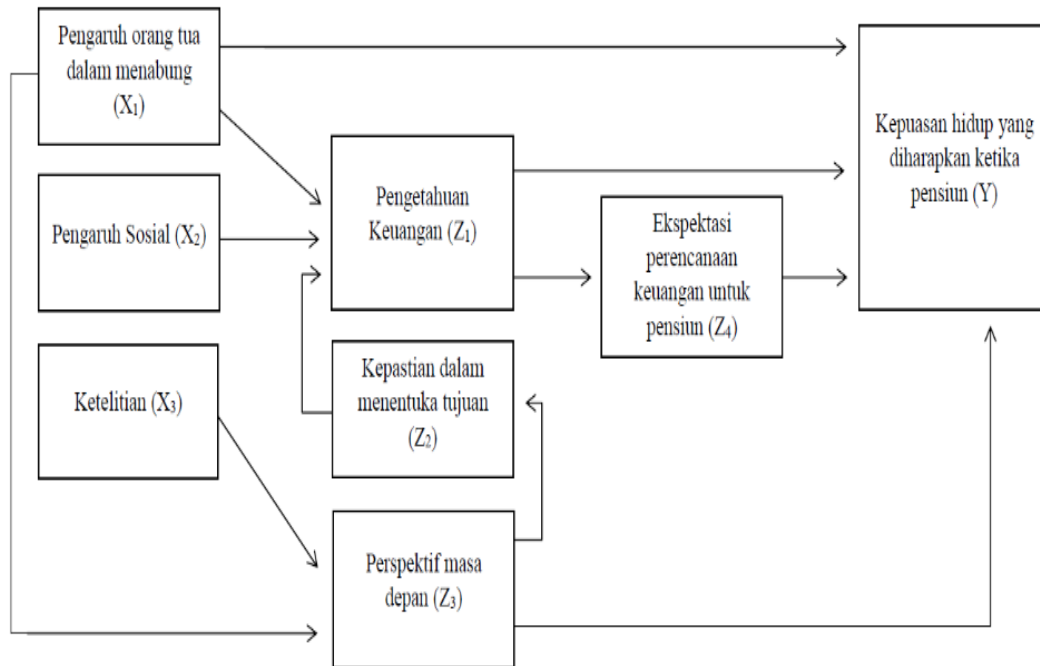 Pengaruh orang tua
dalam menabung
(X₁)
Pengaruh Sosial (X₂)
Ketelitian (X₃)
Pengetahuan
Keuangan (Z₁)
Kepastian dalam
menentuka tujuan
(Z₂)
Perspektif masa
depan (Z₃)
Ekspektasi
perencanaan
keuangan untuk
pensiun (Z₄)
Kepuasan hidup yang
diharapkan ketika
pensiun (Y)